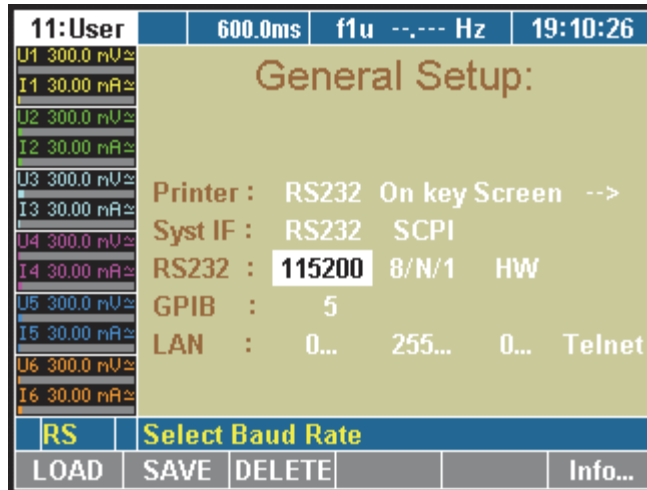 11:User 600.0ms f1u --.--- Hz 19:10:26
U1 300.0 mV≃
I1 30.00 mA≃
U2 300.0 mV≃
I2 30.00 mA≃
U3 300.0 mV≃
I3 30.00 mA≃
U4 300.0 mV≃
I4 30.00 mA≃
U5 300.0 mV≃
I5 30.00 mA≃
U6 300.0 mV≃
I6 30.00 mA≃
General Setup:
Printer : RS232 On key Screen -->
Syst IF : RS232 SCPI
RS232 : 115200 8/N/1 HW
GPIB : 5
LAN : 0... 255... 0... Telnet
RS Select Baud Rate
LOAD SAVE DELETE Info...